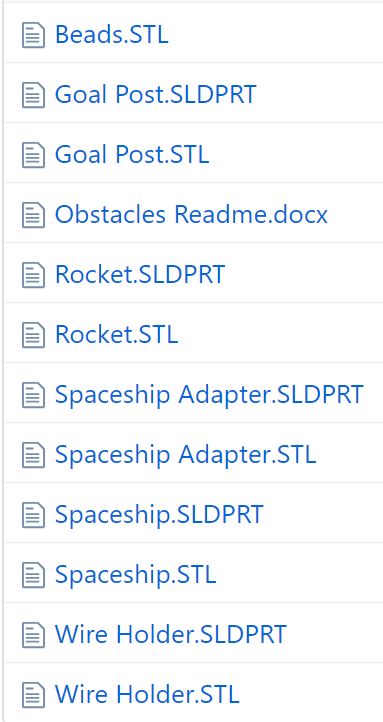 Beads.STL
Goal Post.SLDPRT
Goal Post.STL
Obstacles Readme.docx
Rocket.SLDPRT
Rocket.STL
Spaceship Adapter.SLDPRT
Spaceship Adapter.STL
Spaceship.SLDPRT
Spaceship.STL
Wire Holder.SLDPRT
Wire Holder.STL